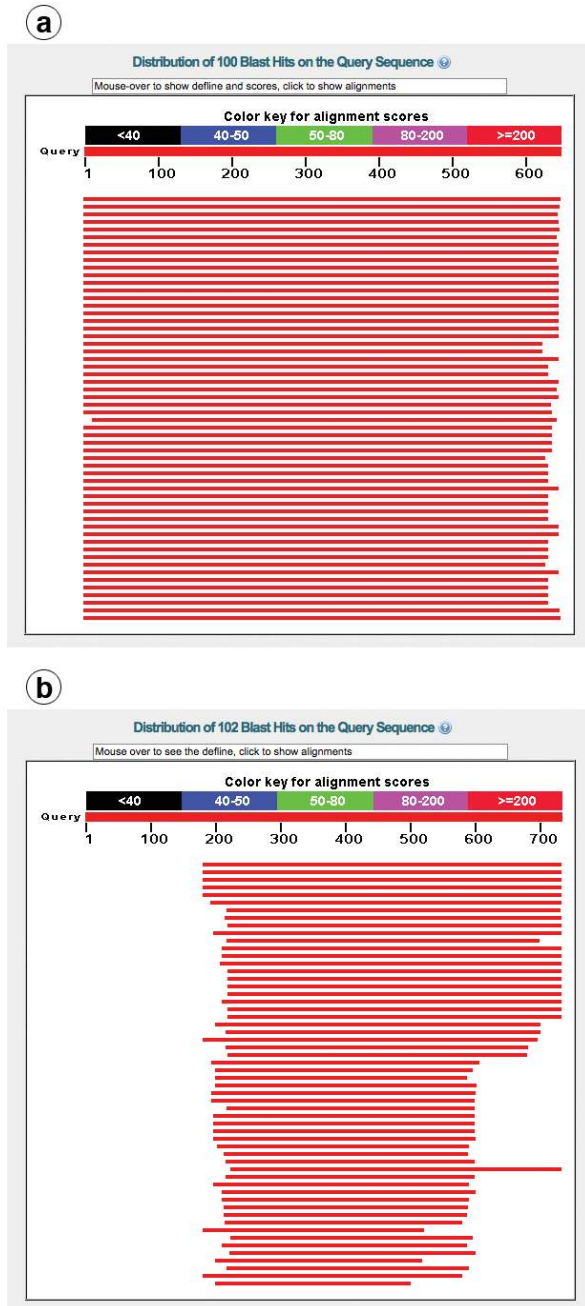 a
Distribution of 100 Blast Hits on the Query Sequence
Mouse-over to show defline and scores, click to show alignments
Color key for alignment scores
<40 40-50 50-80 80-200 >=200
Query
1 100 200 300 400 500 600
b
Distribution of 102 Blast Hits on the Query Sequence
Mouse over to see the defline, click to show alignments
Color key for alignment scores
<40 40-50 50-80 80-200 >=200
Query
1 100 200 300 400 500 600 700